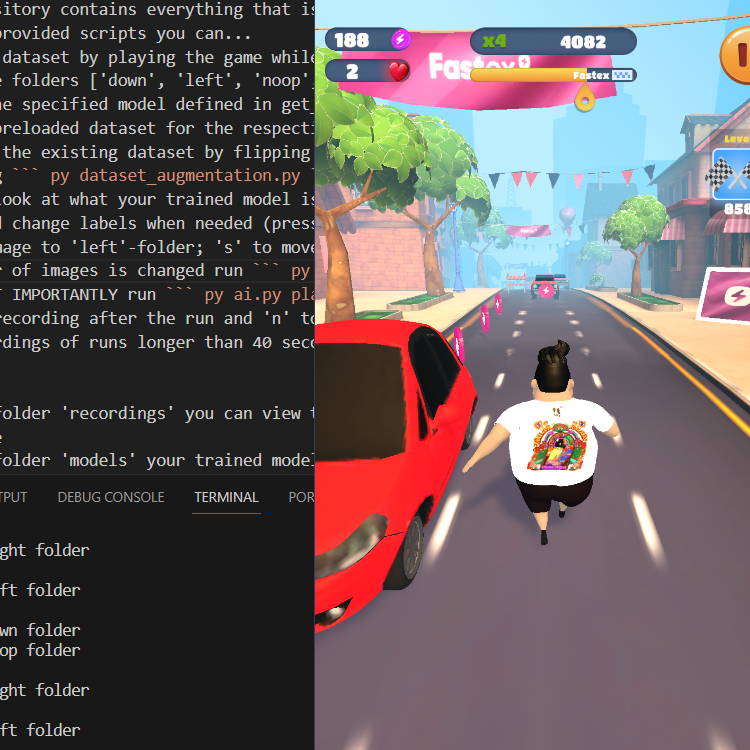 sitory contains everything that is
provided scripts you can...
dataset by playing the game while
e folders ['down', 'left', 'noop'
he specified model defined in get_
preloaded dataset for the respecti
the existing dataset by flipping
g ``` py dataset_augmentation.py
look at what your trained model is
d change labels when needed (press
mage to 'left'-folder; 's' to move
r of images is changed run ``` py
T IMPORTANTLY run ``` py ai.py pla
recording after the run and 'n' to
rdings of runs longer than 40 seco
folder 'recordings' you can view t
e
folder 'models' your trained model
TPUT DEBUG CONSOLE TERMINAL POR
ght folder
ft folder
wn folder
op folder
ght folder
ft folder
188
x4 4082
2
Fastex
Fastex
Level
858